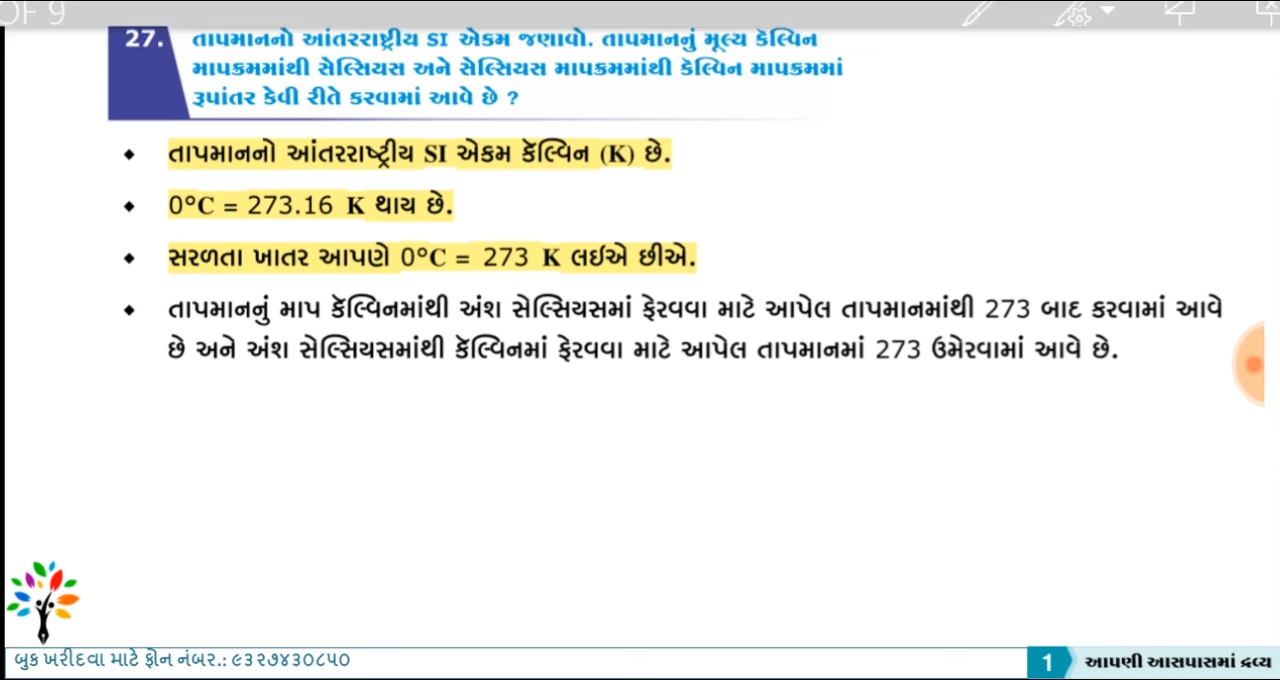 OF 9
27. તાપમાનનો આંતરરાષ્ટ્રીય SI એકમ જણાવો. તાપમાનનું મૂલ્ય કૅલ્વિન
માપક્રમમાંથી સેલ્સિયસ અને સેલ્સિયસ માપક્રમમાંથી કૅલ્વિન માપક્રમમાં
રૂપાંતર કેવી રીતે કરવામાં આવે છે ?
♦ તાપમાનનો આંતરરાષ્ટ્રીય SI એકમ કૅલ્વિન (K) છે.
♦ 0°C = 273.16 K થાય છે.
♦ સરળતા ખાતર આપણે 0°C = 273 K લઈએ છીએ.
♦ તાપમાનનું માપ કૅલ્વિનમાંથી અંશ સેલ્સિયસમાં ફેરવવા માટે આપેલ તાપમાનમાંથી 273 બાદ કરવામાં આવે
છે અને અંશ સેલ્સિયસમાંથી કૅલ્વિનમાં ફેરવવા માટે આપેલ તાપમાનમાં 273 ઉમેરવામાં આવે છે.
બુક ખરીદવા માટે ફોન નંબર.: ૯૩૨૭૪૩૦૮૫૦
1 આપણી આસપાસમાં દ્રવ્ય